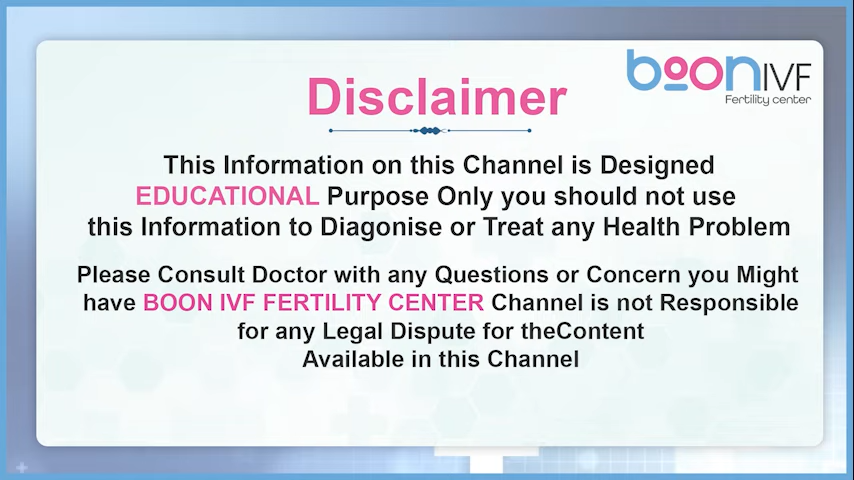 boon IVF
Fertility center
Disclaimer
This Information on this Channel is Designed
EDUCATIONAL Purpose Only you should not use
this Information to Diagonise or Treat any Health Problem
Please Consult Doctor with any Questions or Concern you Might
have BOON IVF FERTILITY CENTER Channel is not Responsible
for any Legal Dispute for theContent
Available in this Channel